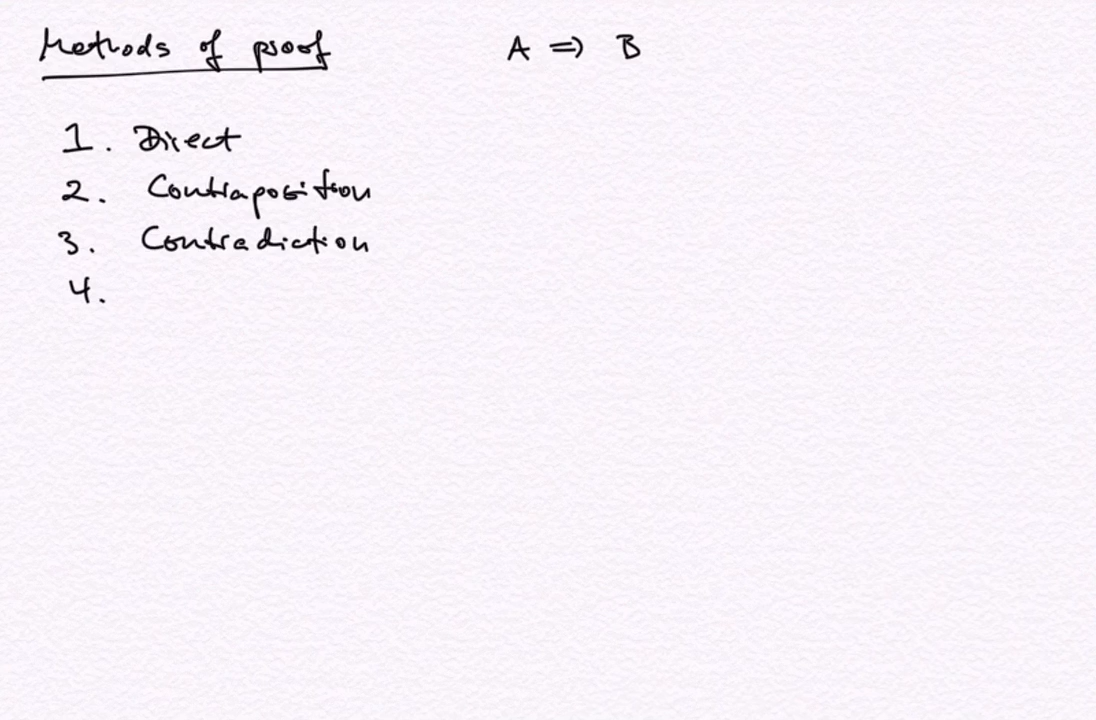 Methods of proof
A ⇒ B
1. Direct
2. Contraposition
3. Contradiction
4.